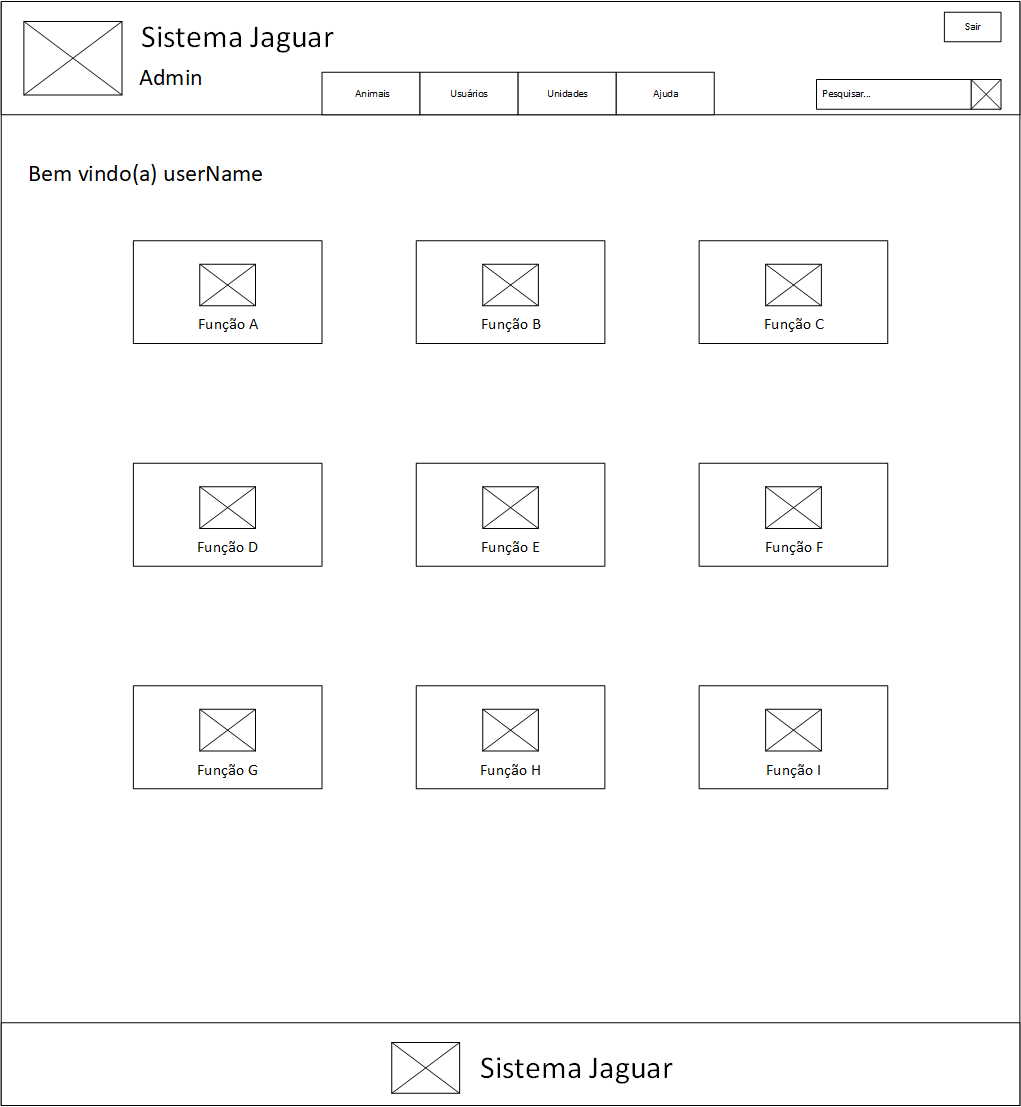 Sistema Jaguar
Sair
Admin
Animais
Usuários
Unidades
Ajuda
Pesquisar...
Bem vindo(a) userName
Função A
Função B
Função C
Função D
Função E
Função F
Função G
Função H
Função I
Sistema Jaguar